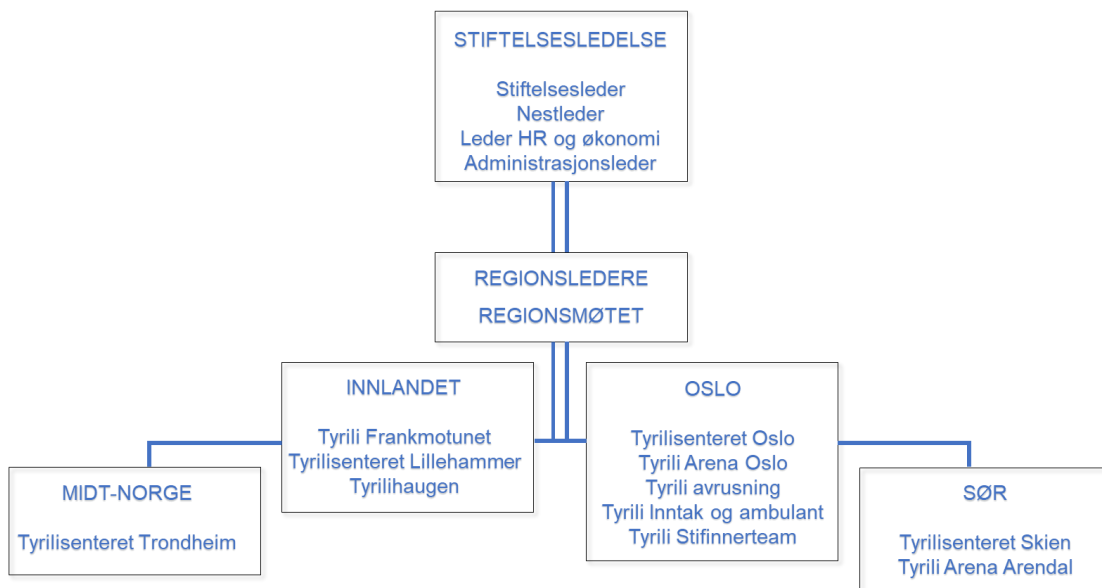 STIFTELSESLEDELSE
Stiftelsesleder
Nestleder
Leder HR og økonomi
Administrasjonsleder
REGIONSLEDERE
REGIONSMØTET
INNLANDET
Tyrili Frankmotunet
Tyrilisenteret Lillehammer
Tyrilihaugen
OSLO
Tyrilisenteret Oslo
Tyrili Arena Oslo
Tyrili avrusning
Tyrili Inntak og ambulant
Tyrili Stifinnerteam
MIDT-NORGE
Tyrilisenteret Trondheim
SØR
Tyrilisenteret Skien
Tyrili Arena Arendal